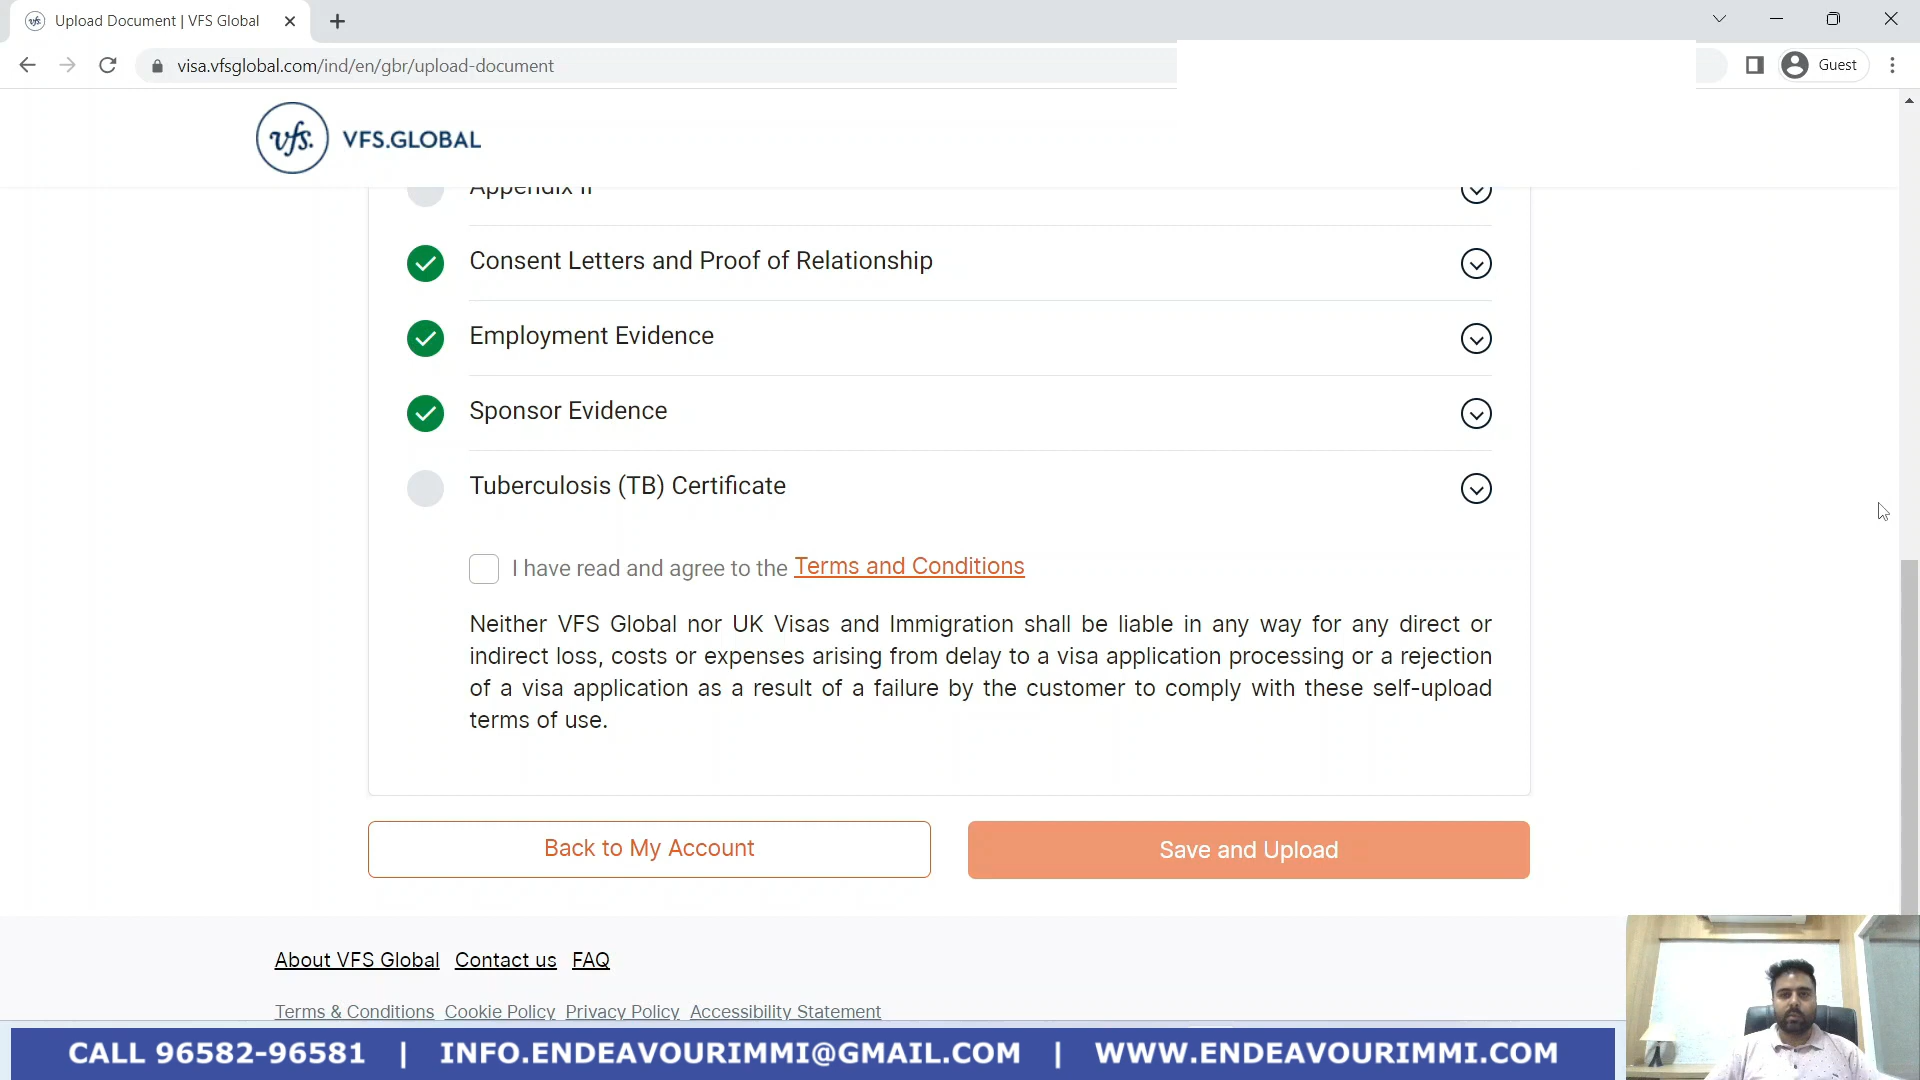 Upload Document | VFS Global
visa.vfsglobal.com/ind/en/gbr/upload-document
Guest
vfs. VFS.GLOBAL
Appendix II
Consent Letters and Proof of Relationship
Employment Evidence
Sponsor Evidence
Tuberculosis (TB) Certificate
I have read and agree to the Terms and Conditions
Neither VFS Global nor UK Visas and Immigration shall be liable in any way for any direct or
indirect loss, costs or expenses arising from delay to a visa application processing or a rejection
of a visa application as a result of a failure by the customer to comply with these self-upload
terms of use.
Back to My Account
Save and Upload
About VFS Global Contact us FAQ
Terms & Conditions Cookie Policy Privacy Policy Accessibility Statement
CALL 96582-96581 | INFO.ENDEAVOURIMMI@GMAIL.COM | WWW.ENDEAVOURIMMI.COM